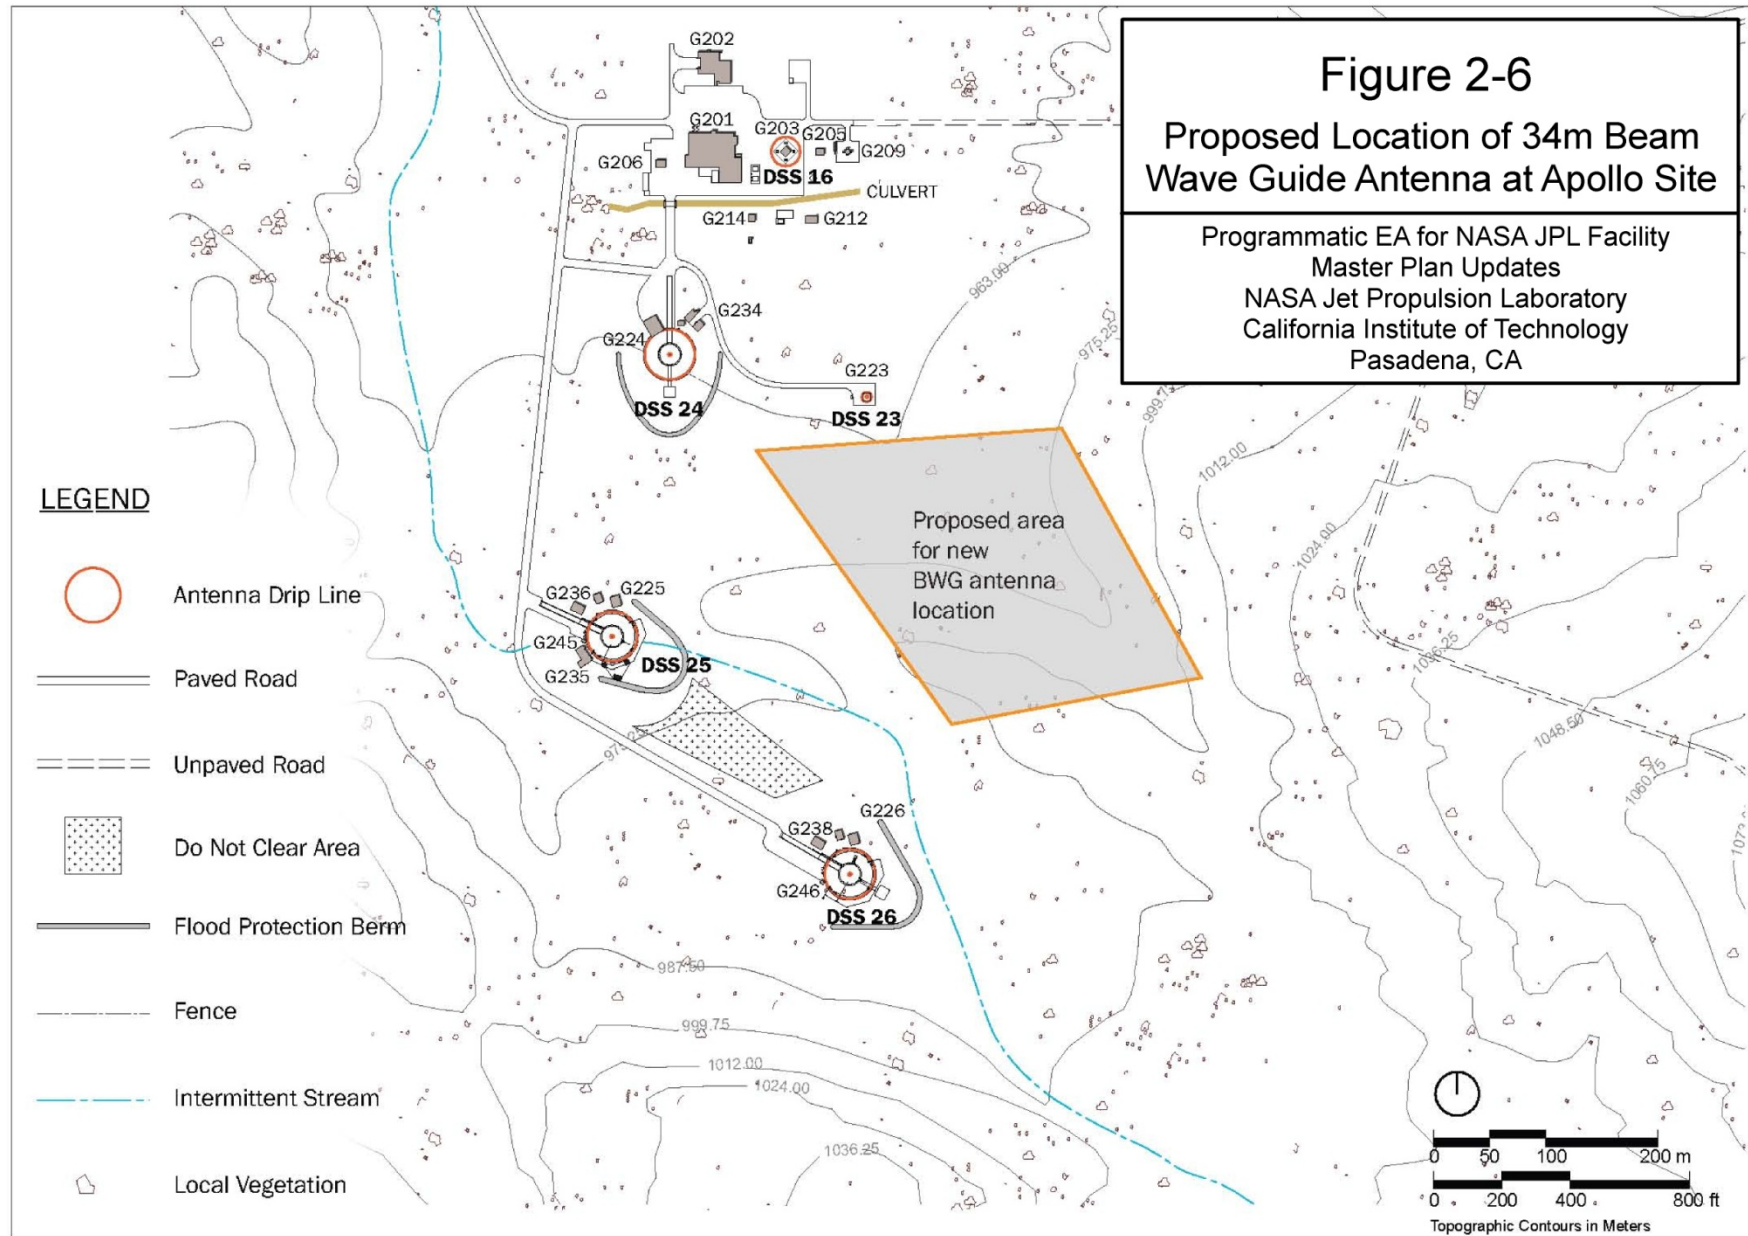 Figure 2-6
Proposed Location of 34m Beam
Wave Guide Antenna at Apollo Site
Programmatic EA for NASA JPL Facility
Master Plan Updates
NASA Jet Propulsion Laboratory
California Institute of Technology
Pasadena, CA
G202
G201
G203
G205
G206
G209
DSS 16
CULVERT
G214
G212
963.00
G234
G224
975.25
G223
DSS 24
DSS 23
999.75
1012.00
LEGEND
Antenna Drip Line
Paved Road
Unpaved Road
Do Not Clear Area
Flood Protection Berm
Fence
Intermittent Stream
Local Vegetation
Proposed area
for new
BWG antenna
location
1024.00
G236
G225
G245
DSS 25
G235
1036.25
975.25
1048.50
1060.75
G226
G238
G246
DSS 26
987.50
999.75
1012.00
1024.00
1036.25
0 50 100 200 m
0 200 400 800 ft
Topographic Contours in Meters